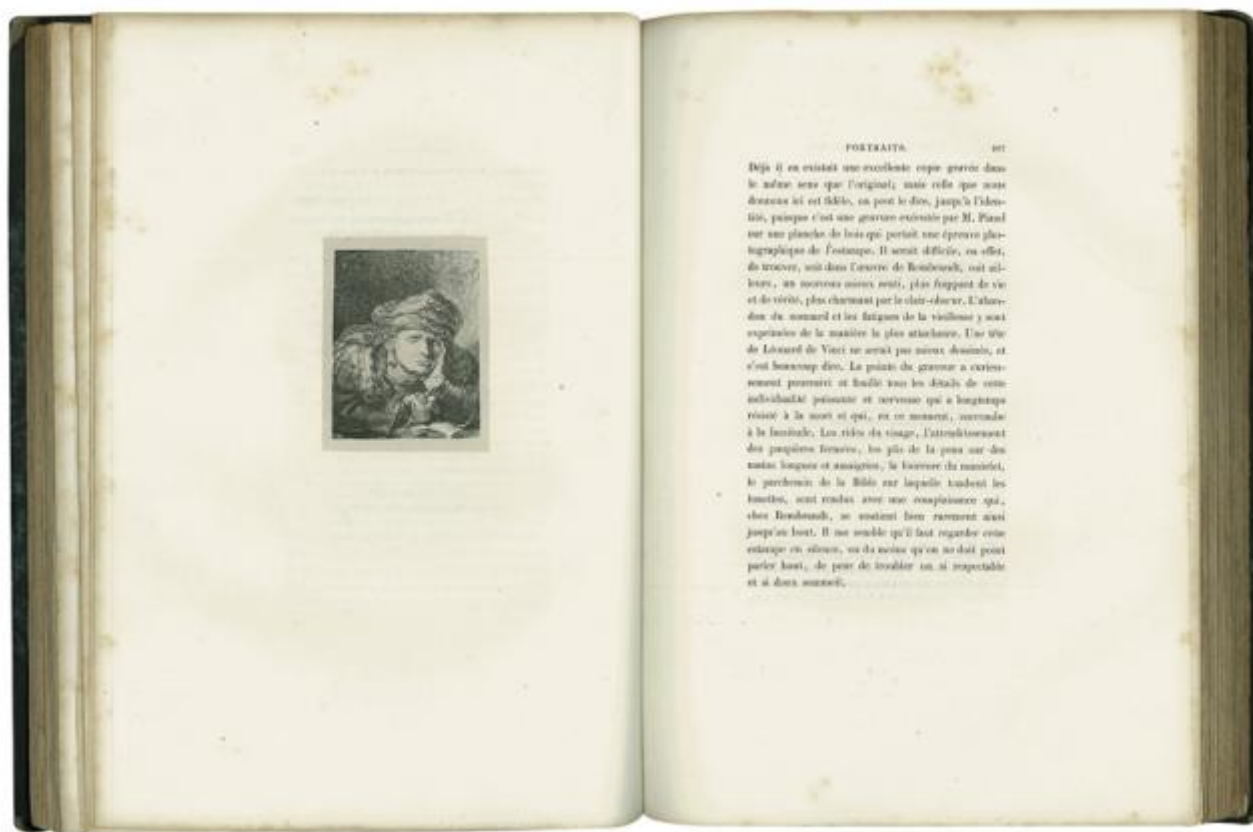 PORTRAITS.
Déjà il en existait une excellente copie gravée dans
le même sens que l'original; mais celle que nous
donnons ici est fidèle, on peut le dire, jusqu'à l'iden-
tité, puisque c'est une gravure exécutée par M. Piaud
sur une planche de bois qui portait une épreuve pho-
tographique de l'estampe. Il serait difficile, en effet,
de trouver, soit dans l'œuvre de Rembrandt, soit ail-
leurs, un morceau mieux senti, plus frappant de vie
et de vérité, plus charmant par le clair-obscur. L'aban-
don du sommeil et les fatigues de la vieillesse y sont
exprimées de la manière la plus attachante. Une tête
de Léonard de Vinci ne serait pas mieux dessinée, et
c'est beaucoup dire. La pointe du graveur a curieu-
sement poursuivi et fouillé tous les détails de cette
individualité puissante et nerveuse qui a longtemps
résisté à la mort et qui, en ce moment, succombe
à la lassitude. Les rides du visage, l'attendrissement
des paupières fermées, les plis de la peau sur des
mains longues et amaigries, la fourrure du mantelet,
le parchemin de la Bible sur laquelle tombent les
lunettes, sont rendus avec une complaisance qui,
chez Rembrandt, se soutient bien rarement ainsi
jusqu'au bout. Il me semble qu'il faut regarder cette
estampe en silence, ou du moins qu'on ne doit point
parler haut, de peur de troubler un si respectable
et si doux sommeil.